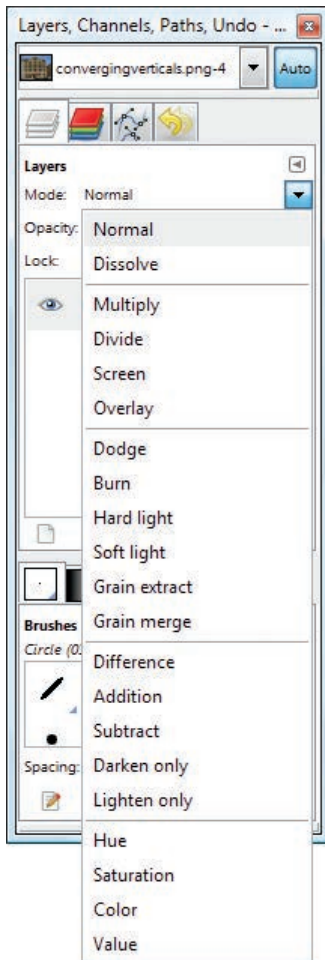 Layers, Channels, Paths, Undo - ...
convergingverticals.png-4 Auto
Layers
Mode: Normal
Opacity: Normal
Lock: Dissolve
Multiply
Divide
Screen
Overlay
Dodge
Burn
Hard light
Soft light
Grain extract
Brushes Grain merge
Circle (0
Difference
Addition
Subtract
Spacing: Darken only
Lighten only
Hue
Saturation
Color
Value